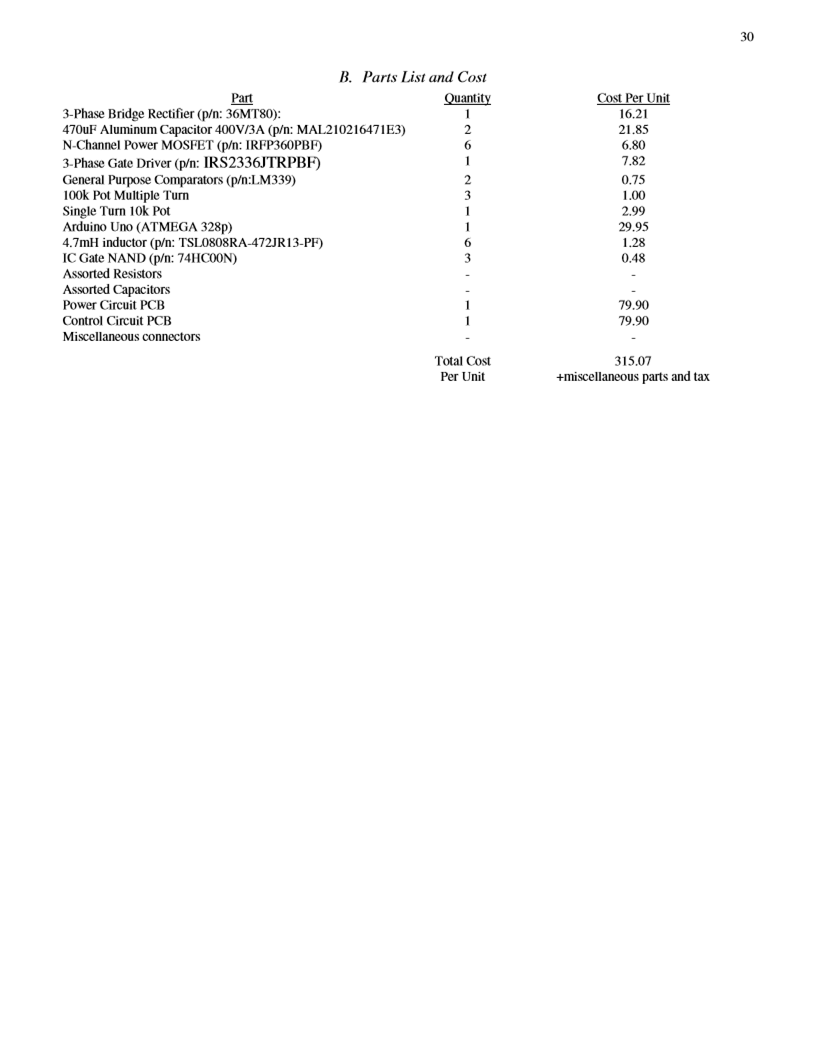 30
B. Parts List and Cost
Part Quantity Cost Per Unit
3-Phase Bridge Rectifier (p/n: 36MT80): 1 16.21
470uF Aluminum Capacitor 400V/3A (p/n: MAL210216471E3) 2 21.85
N-Channel Power MOSFET (p/n: IRFP360PBF) 6 6.80
3-Phase Gate Driver (p/n: IRS2336JTRPBF) 1 7.82
General Purpose Comparators (p/n:LM339) 2 0.75
100k Pot Multiple Turn 3 1.00
Single Turn 10k Pot 1 2.99
Arduino Uno (ATMEGA 328p) 1 29.95
4.7mH inductor (p/n: TSL0808RA-472JR13-PF) 6 1.28
IC Gate NAND (p/n: 74HC00N) 3 0.48
Assorted Resistors - -
Assorted Capacitors - -
Power Circuit PCB 1 79.90
Control Circuit PCB 1 79.90
Miscellaneous connectors - -
Total Cost 315.07
Per Unit +miscellaneous parts and tax